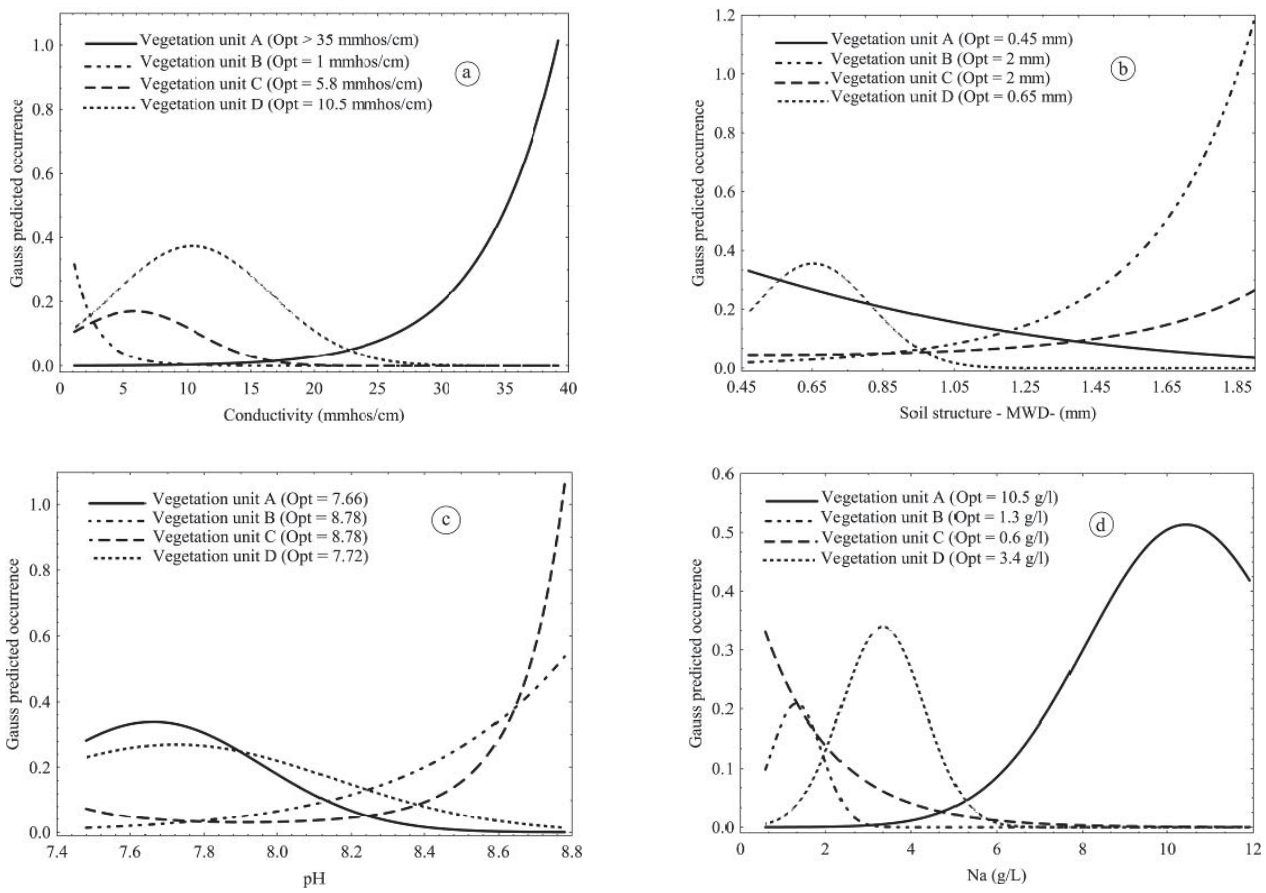 1.0
0.8
0.6
0.4
0.2
0.0
Gauss predicted occurrence
Vegetation unit A (Opt > 35 mmhos/cm)
Vegetation unit B (Opt = 1 mmhos/cm)
Vegetation unit C (Opt = 5.8 mmhos/cm)
Vegetation unit D (Opt = 10.5 mmhos/cm)
a
0 5 10 15 20 25 30 35 40
Conductivity (mmhos/cm)
1.2
1.0
0.8
0.6
0.4
0.2
0.0
Gauss predicted occurrence
Vegetation unit A (Opt = 0.45 mm)
Vegetation unit B (Opt = 2 mm)
Vegetation unit C (Opt = 2 mm)
Vegetation unit D (Opt = 0.65 mm)
b
0.45 0.65 0.85 1.05 1.25 1.45 1.65 1.85
Soil structure - MWD- (mm)
1.0
0.8
0.6
0.4
0.2
0.0
Gauss predicted occurrence
Vegetation unit A (Opt = 7.66)
Vegetation unit B (Opt = 8.78)
Vegetation unit C (Opt = 8.78)
Vegetation unit D (Opt = 7.72)
c
7.4 7.6 7.8 8.0 8.2 8.4 8.6 8.8
pH
0.6
0.5
0.4
0.3
0.2
0.1
0.0
Gauss predicted occurrence
Vegetation unit A (Opt = 10.5 g/l)
Vegetation unit B (Opt = 1.3 g/l)
Vegetation unit C (Opt = 0.6 g/l)
Vegetation unit D (Opt = 3.4 g/l)
d
0 2 4 6 8 10 12
Na (g/L)